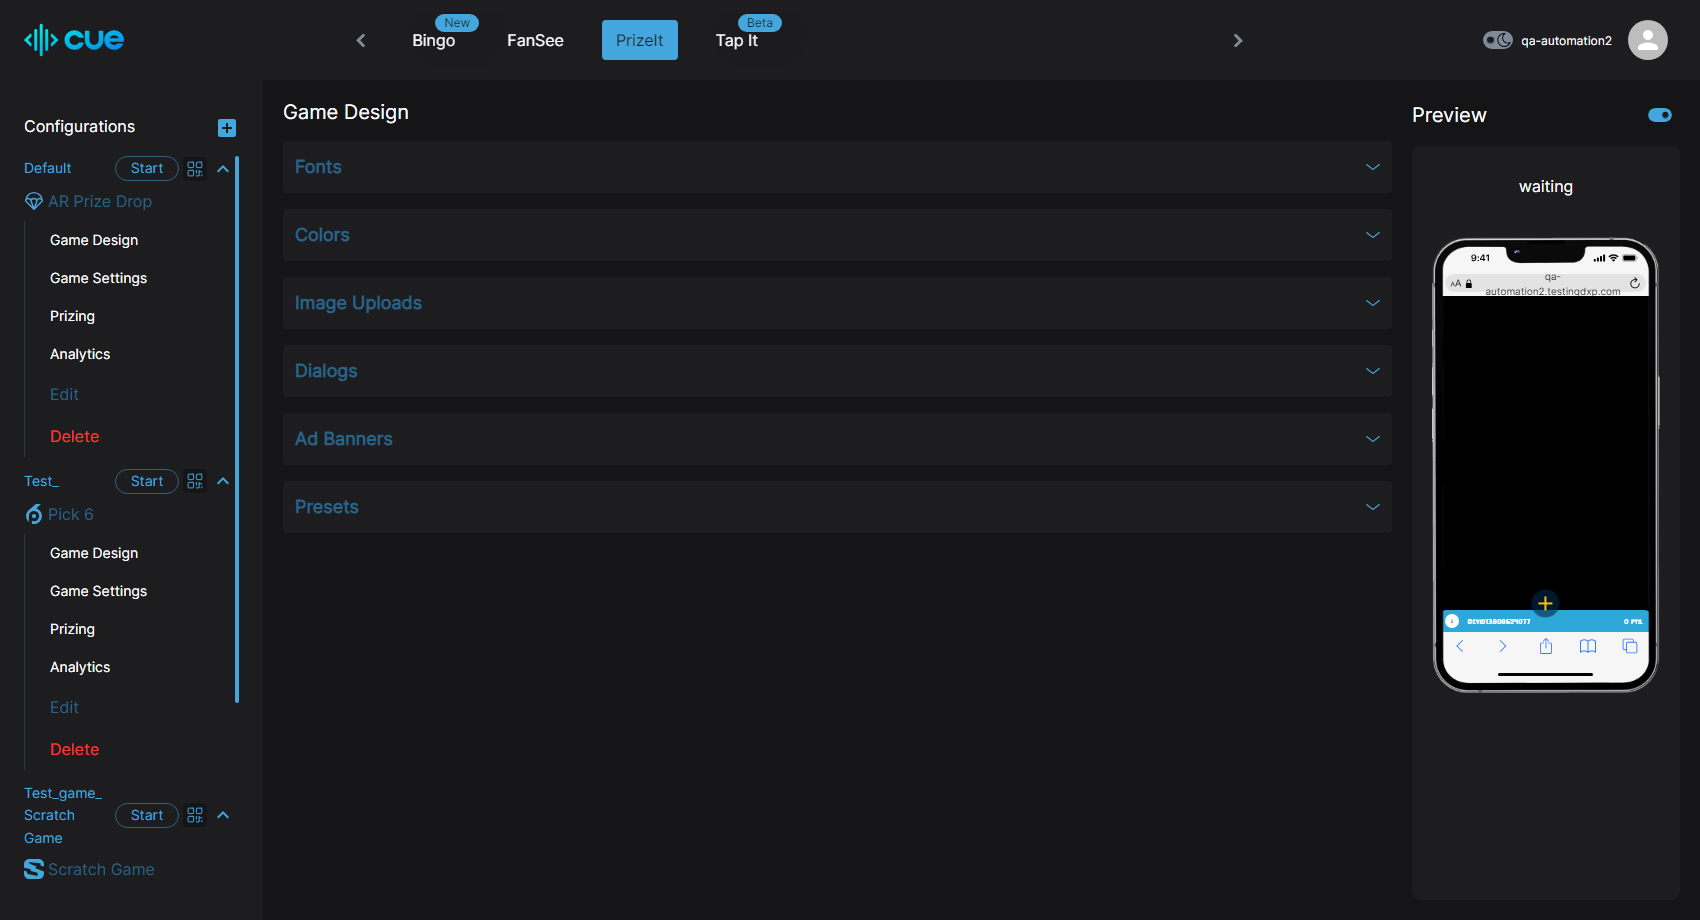 cue
Bingo
New
FanSee
PrizeIt
Tap It
Beta
qa-automation2
Configurations
Default
Start
AR Prize Drop
Game Design
Game Settings
Prizing
Analytics
Edit
Delete
Test_
Start
Pick 6
Game Design
Game Settings
Prizing
Analytics
Edit
Delete
Test_game_
Scratch
Game
Start
Scratch Game
Game Design
Fonts
Colors
Image Uploads
Dialogs
Ad Banners
Presets
Preview
waiting
9:41
AA
qa-
automation2.testingdxp.com
0 PTS.